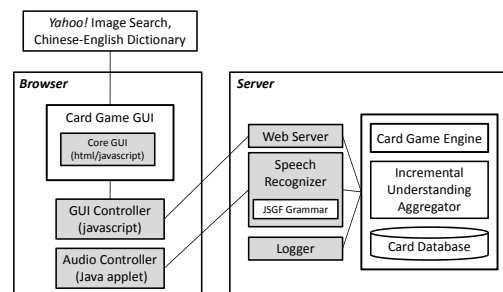 Yahoo! Image Search,
Chinese-English Dictionary
Browser
Card Game GUI
Core GUI
(html/javascript)
GUI Controller
(javascript)
Audio Controller
(Java applet)
Server
Web Server
Speech
Recognizer
JSGF Grammar
Logger
Card Game Engine
Incremental
Understanding
Aggregator
Card Database